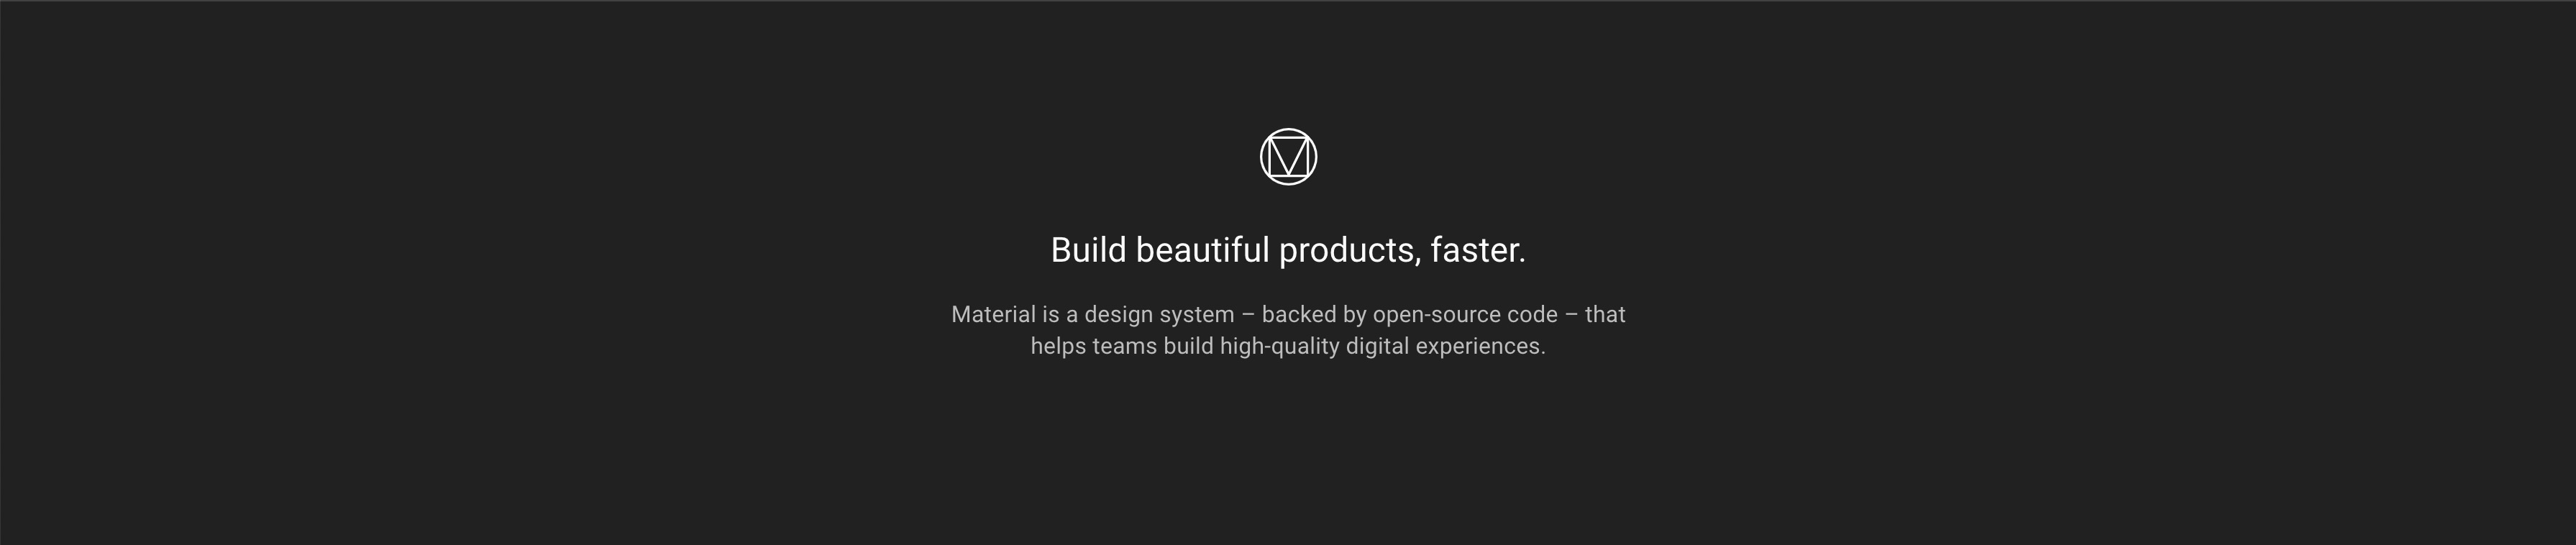 Build beautiful products, faster.
Material is a design system – backed by open-source code – that
helps teams build high-quality digital experiences.